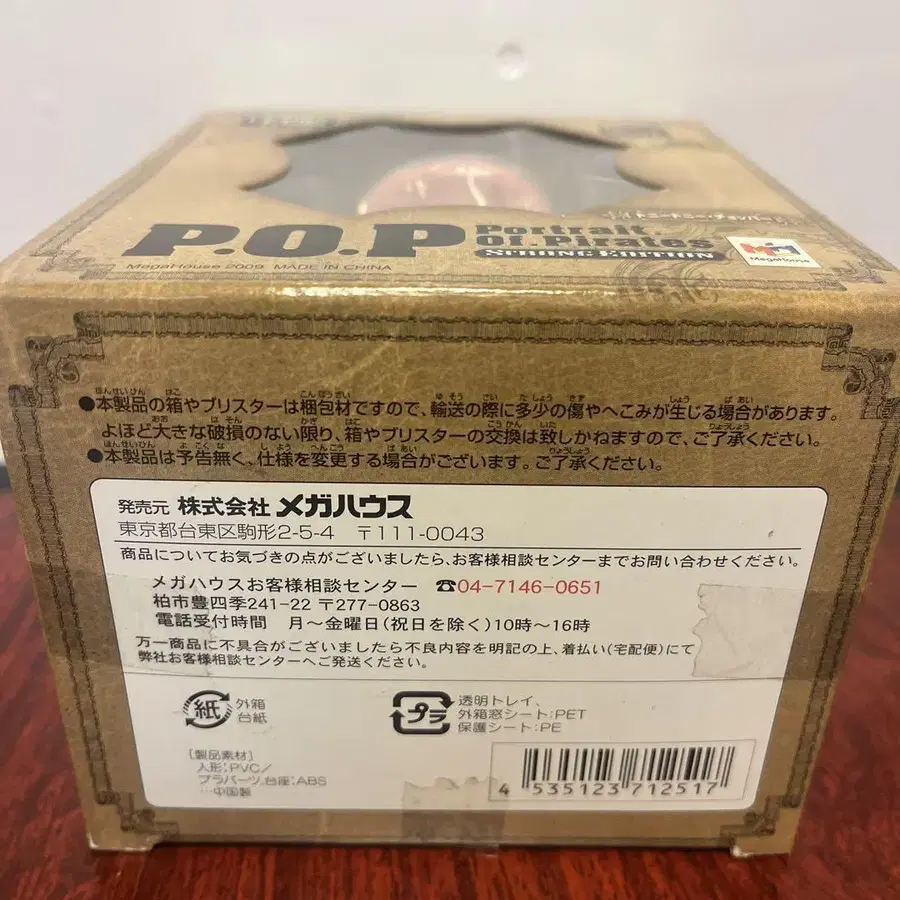 トニートニー・チョッパー
P.O.P
Portrait.
Of.Pirates
STRONG EDITION
MegaHouse
MegaHouse 2009 MADE IN CHINA
●本製品の箱やブリスターは梱包材ですので、輸送の際に多少の傷やへこみが生じる場合があります。
よほど大きな破損のない限り、箱やブリスターの交換は致しかねますので、ご了承ください。
●本製品は予告無く、仕様を変更する場合がございます。ご了承ください。
発売元 株式会社 メガハウス
東京都台東区駒形2-5-4 〒111-0043
商品についてお気づきの点がございましたら、お客様相談センターまでお問い合わせください。
メガハウスお客様相談センター ☎04-7146-0651
柏市豊四季241-22 〒277-0863
電話受付時間 月〜金曜日(祝日を除く)10時〜16時
万一商品に不具合がございましたら不良内容を明記の上、着払い(宅配便)にて
弊社お客様相談センターへご発送ください。
紙 外箱
台紙
プラ 透明トレイ、
外箱窓シート:PET
保護シート:PE
[製品素材]
人形:PVC/
プラパーツ、台座:ABS
…中国製
4 535123 712517